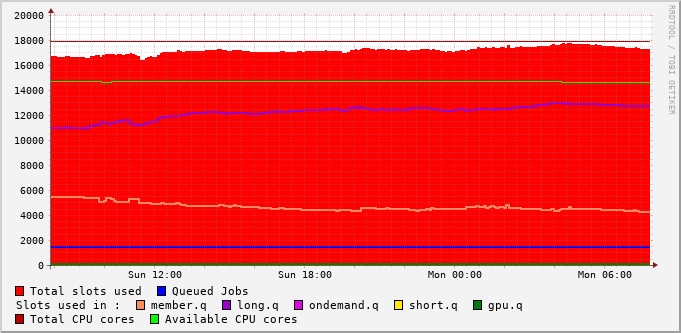 RRDTOOL / TOBI OETIKER
20000
18000
16000
14000
12000
10000
8000
6000
4000
2000
0
Sun 12:00 Sun 18:00 Mon 00:00 Mon 06:00
Total slots used Queued Jobs
Slots used in : member.q long.q ondemand.q short.q gpu.q
Total CPU cores Available CPU cores